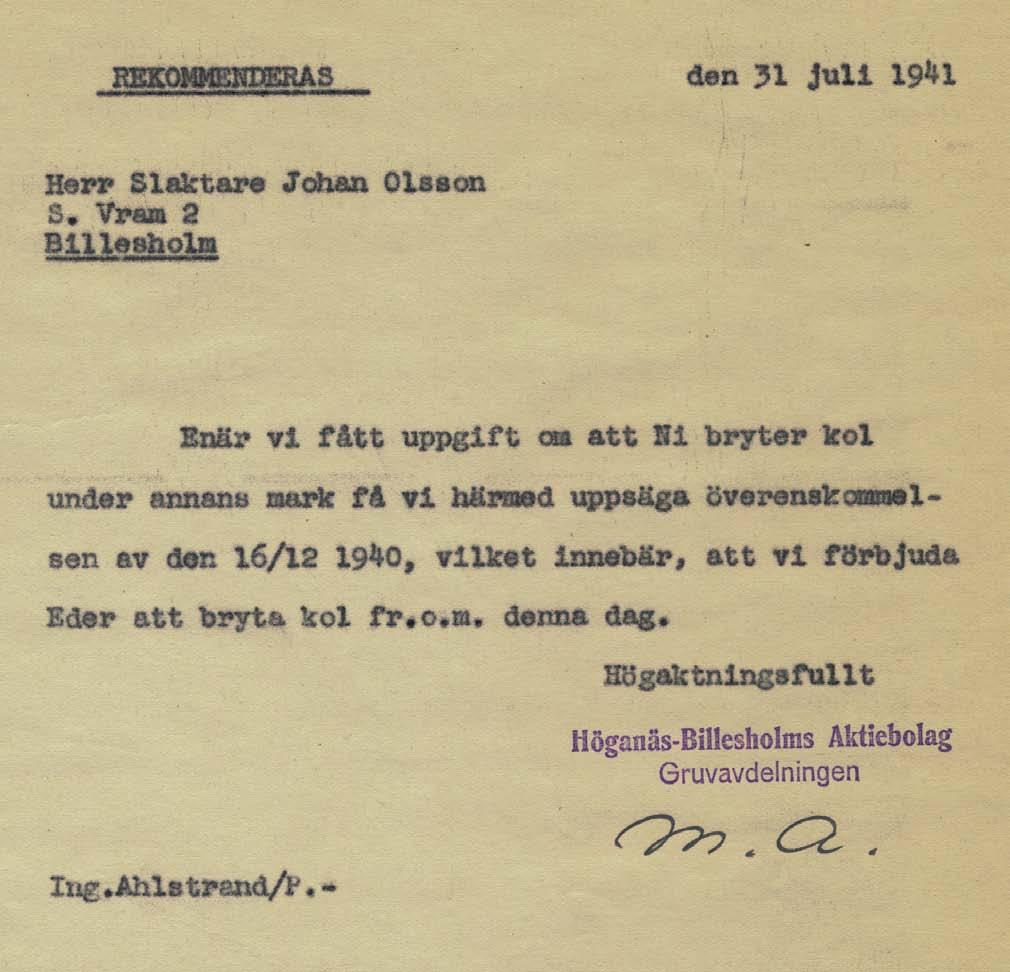 REKOMMENDERAS
den 31 juli 1941
Herr Slaktare Johan Olsson
S. Vram 2
Billesholm
Enär vi fått uppgift om att Ni bryter kol
under annans mark få vi härmed uppsäga överenskommel-
sen av den 16/12 1940, vilket innebär, att vi förbjuda
Eder att bryta kol fr.o.m. denna dag.
Högaktningsfullt
Höganäs-Billesholms Aktiebolag
Gruvavdelningen
M. A.
Ing.Ahlstrand/P.-